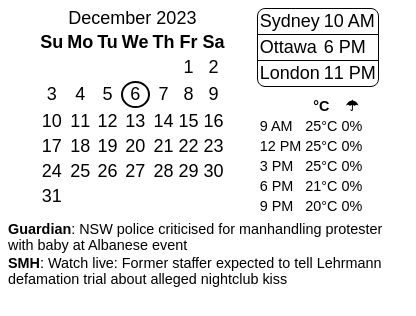 December 2023
Su Mo Tu We Th Fr Sa
1 2
3 4 5 6 7 8 9
10 11 12 13 14 15 16
17 18 19 20 21 22 23
24 25 26 27 28 29 30
31
Sydney 10 AM
Ottawa 6 PM
London 11 PM
°C ☂
9 AM 25°C 0%
12 PM 25°C 0%
3 PM 25°C 0%
6 PM 21°C 0%
9 PM 20°C 0%
Guardian: NSW police criticised for manhandling protester
with baby at Albanese event
SMH: Watch live: Former staffer expected to tell Lehrmann
defamation trial about alleged nightclub kiss